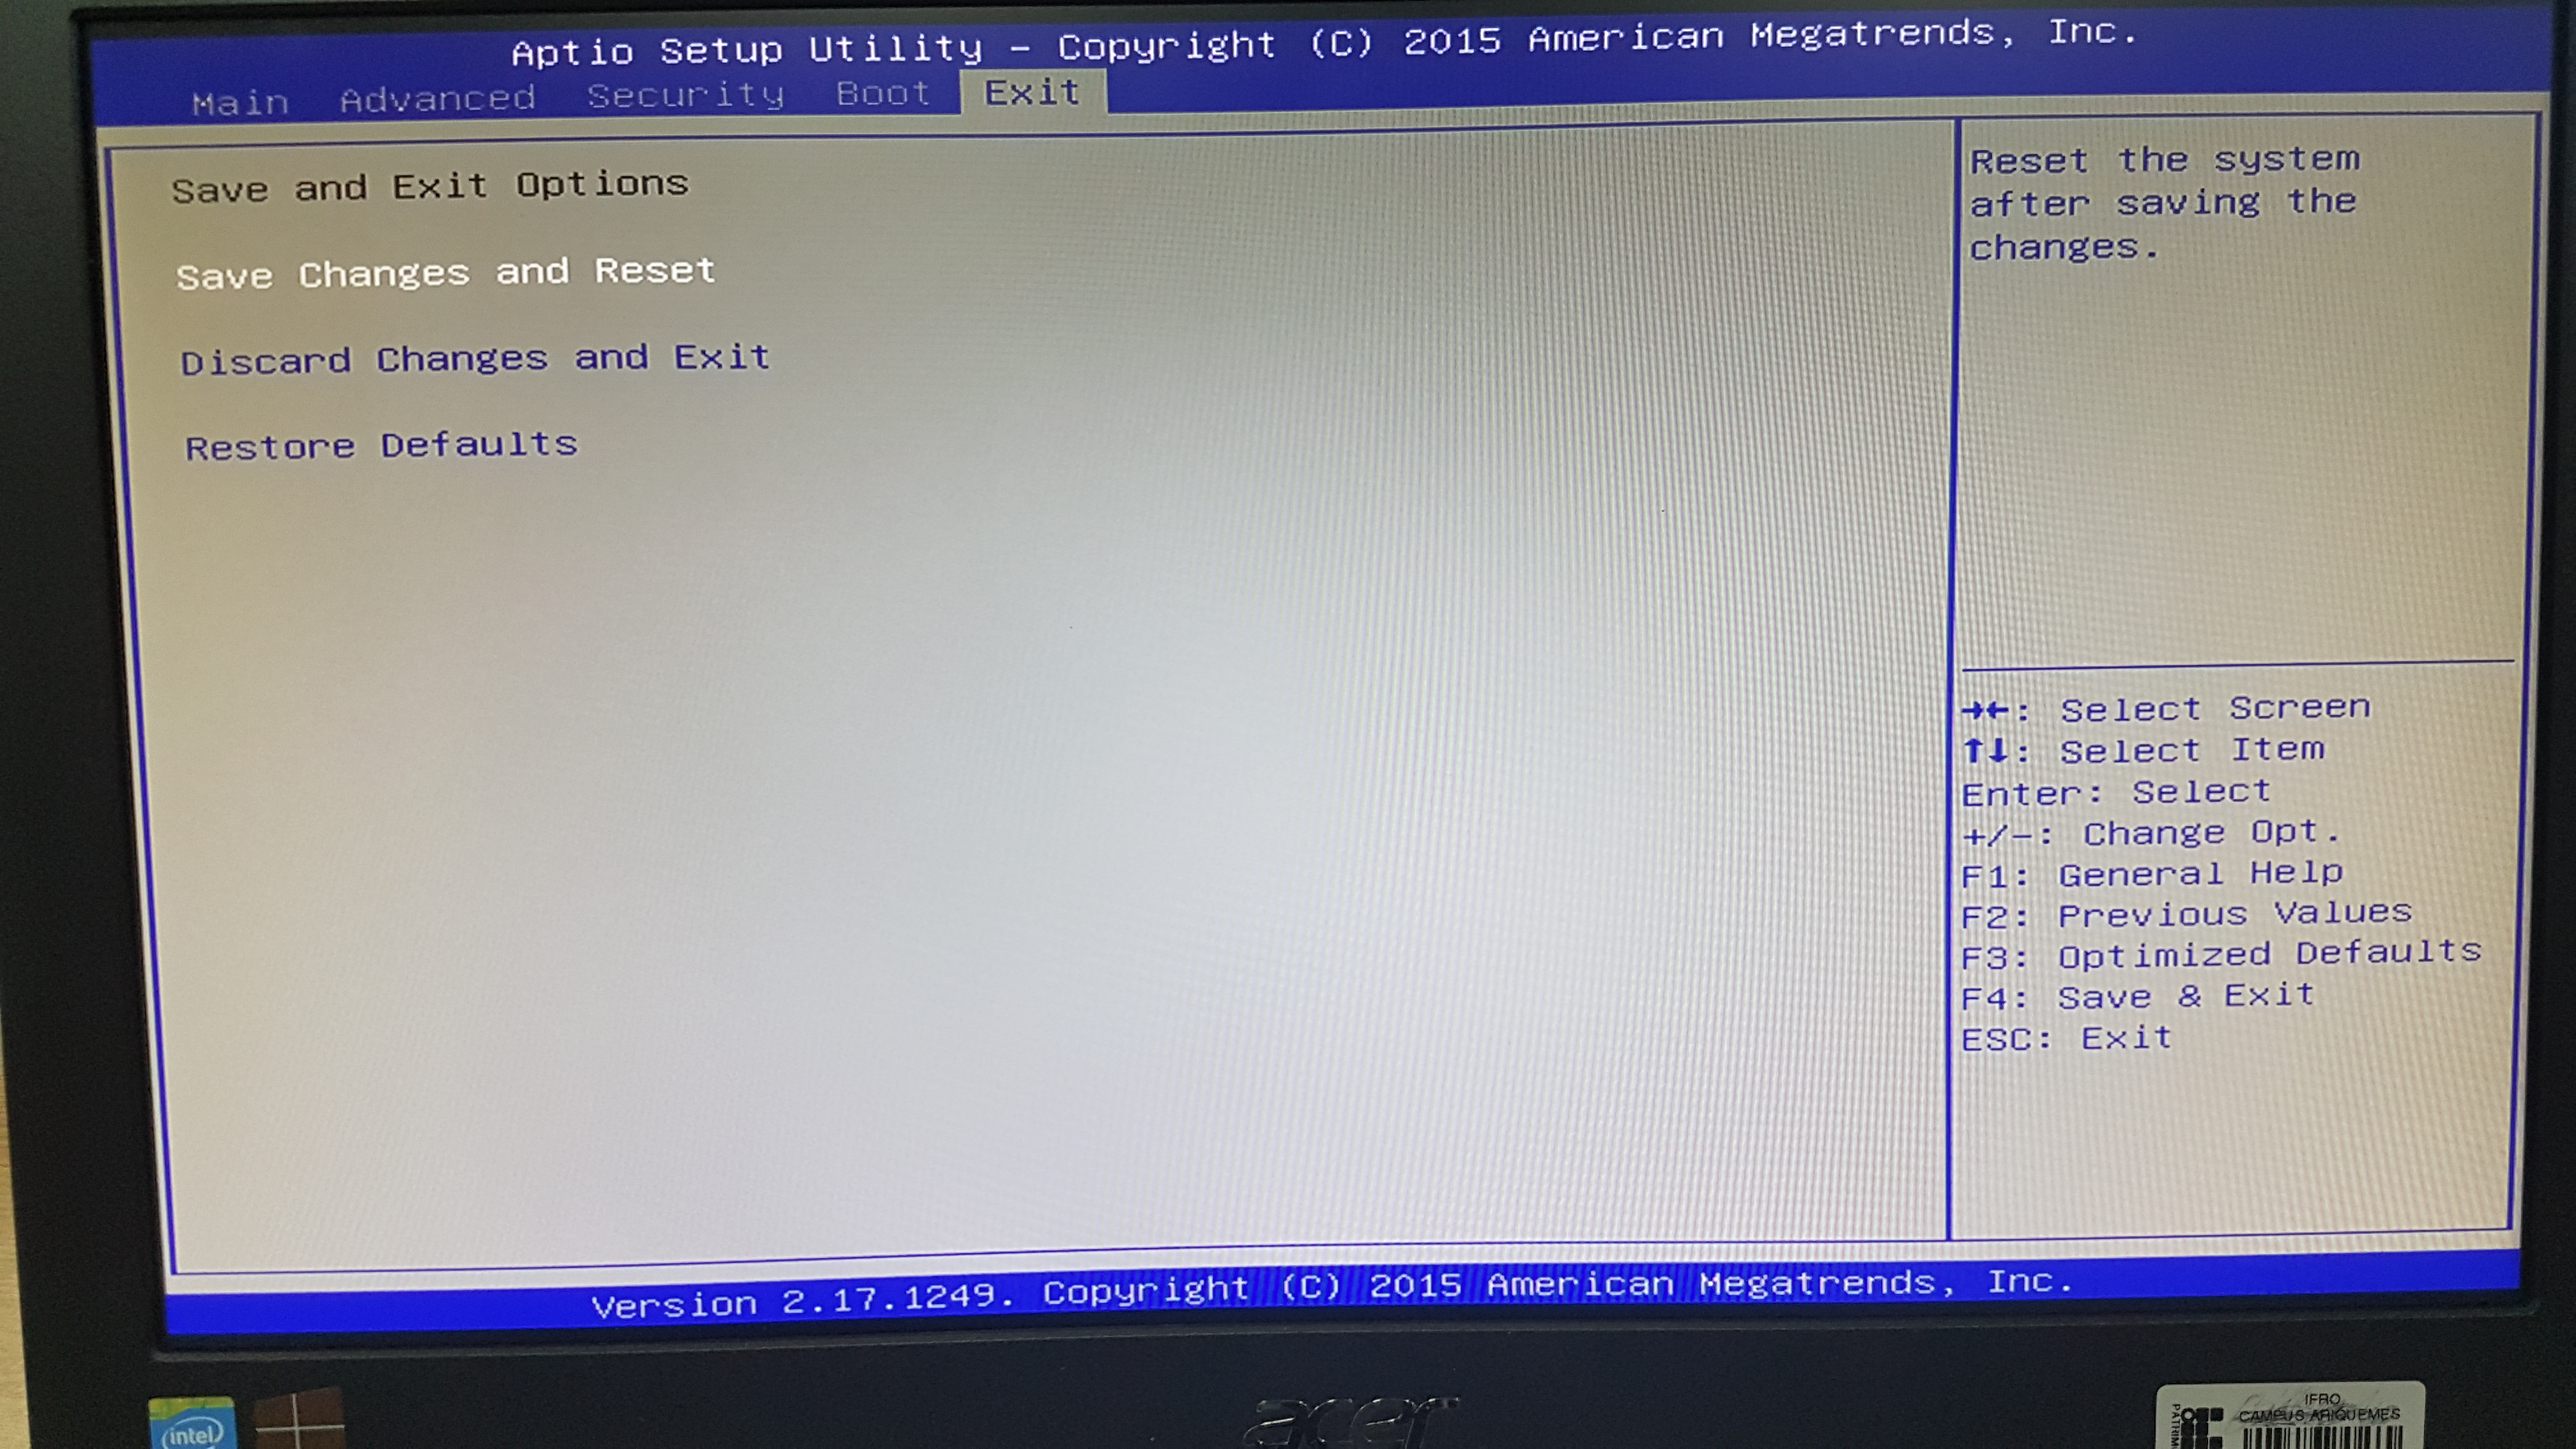 Aptio Setup Utility - Copyright (C) 2015 American Megatrends, Inc.
Main Advanced Security Boot Exit
Save and Exit Options
Save Changes and Reset
Discard Changes and Exit
Restore Defaults
Reset the system
after saving the
changes.
→←: Select Screen
↑↓: Select Item
Enter: Select
+/-: Change Opt.
F1: General Help
F2: Previous Values
F3: Optimized Defaults
F4: Save & Exit
ESC: Exit
Version 2.17.1249. Copyright (C) 2015 American Megatrends, Inc.
intel
acer
IFRO
CAMPUS ARIQUEMES